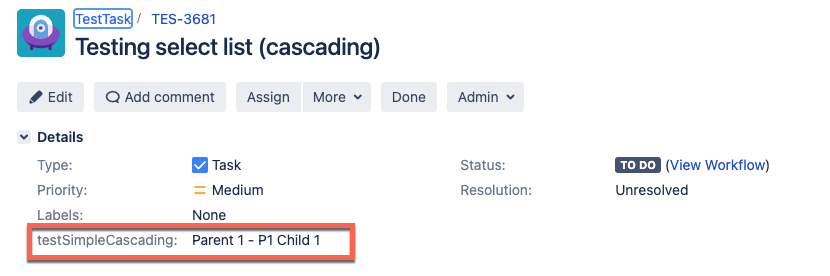 TestTask / TES-3681
Testing select list (cascading)
Edit Add comment Assign More Done Admin
Details
Type: Task Status: TO DO (View Workflow)
Priority: Medium Resolution: Unresolved
Labels: None
testSimpleCascading: Parent 1 - P1 Child 1